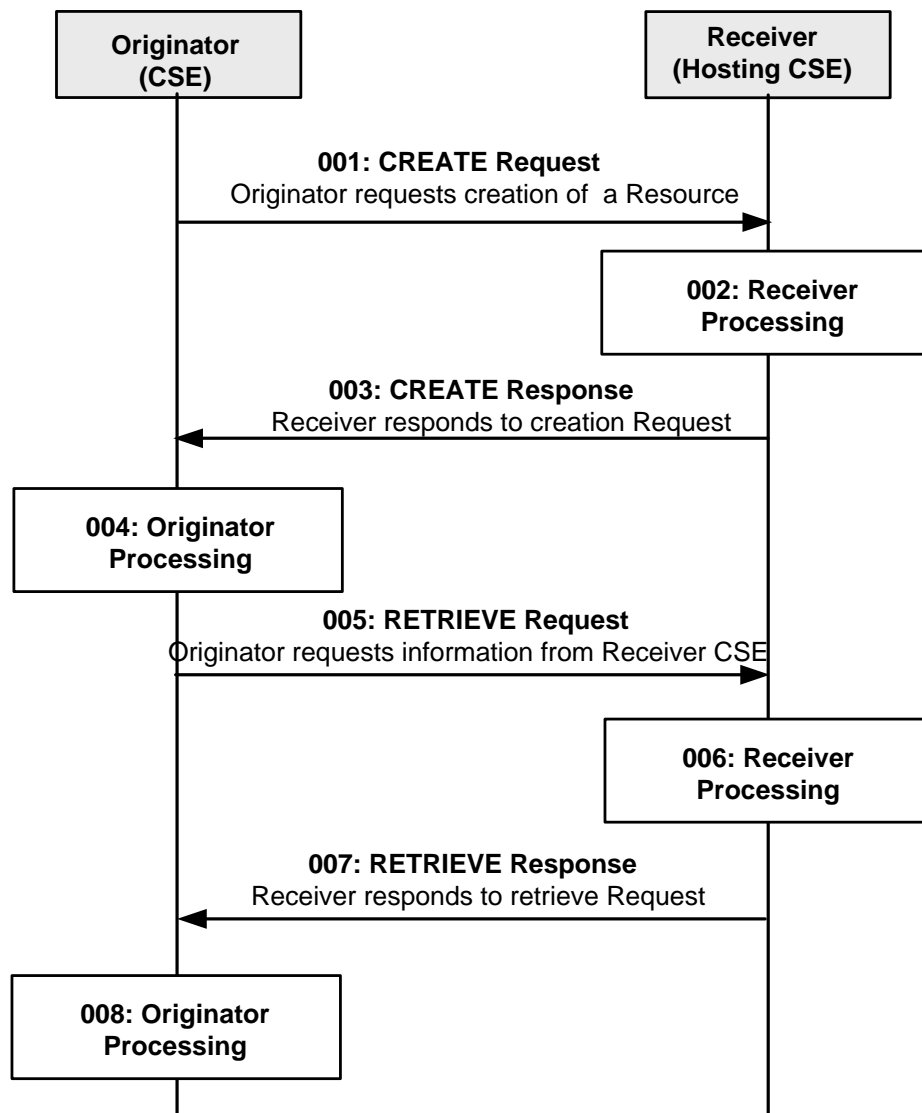 Originator
(CSE)
Receiver
(Hosting CSE)
001: CREATE Request
Originator requests creation of  a Resource
002: Receiver
Processing
003: CREATE Response
Receiver responds to creation Request
004: Originator
Processing
005: RETRIEVE Request
Originator requests information from Receiver CSE
006: Receiver
Processing
007: RETRIEVE Response
Receiver responds to retrieve Request
008: Originator
Processing